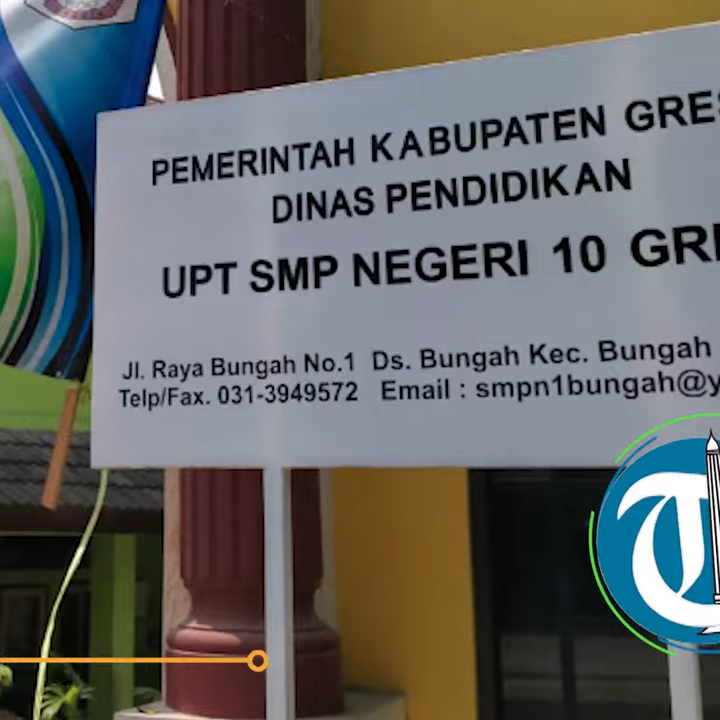 PEMERINTAH KABUPATEN GRES
DINAS PENDIDIKAN
UPT SMP NEGERI 10 GRE
Jl. Raya Bungah No.1 Ds. Bungah Kec. Bungah
Telp/Fax. 031-3949572 Email : smpn1bungah@y
T